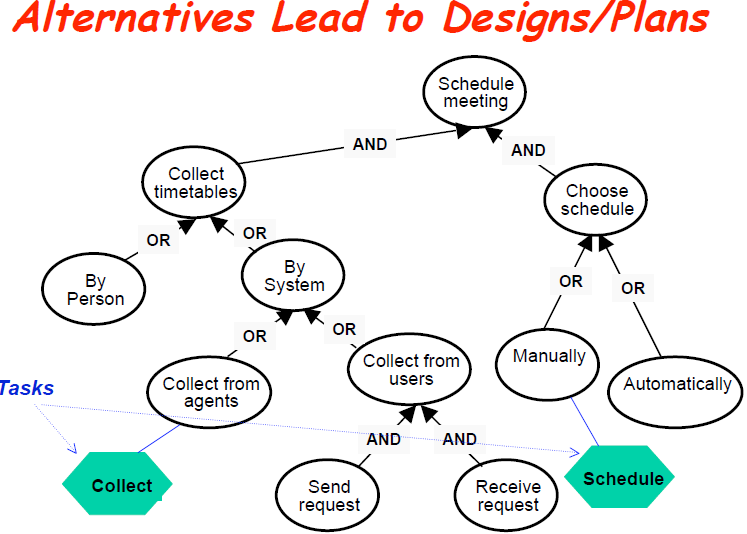 Alternatives Lead to Designs/Plans
Schedule
meeting
AND
AND
Collect
timetables
Choose
schedule
OR
OR
By
Person
By
System
OR
OR
OR
OR
Collect from
agents
Collect from
users
Manually
Automatically
Tasks
AND
AND
Collect
Send
request
Receive
request
Schedule